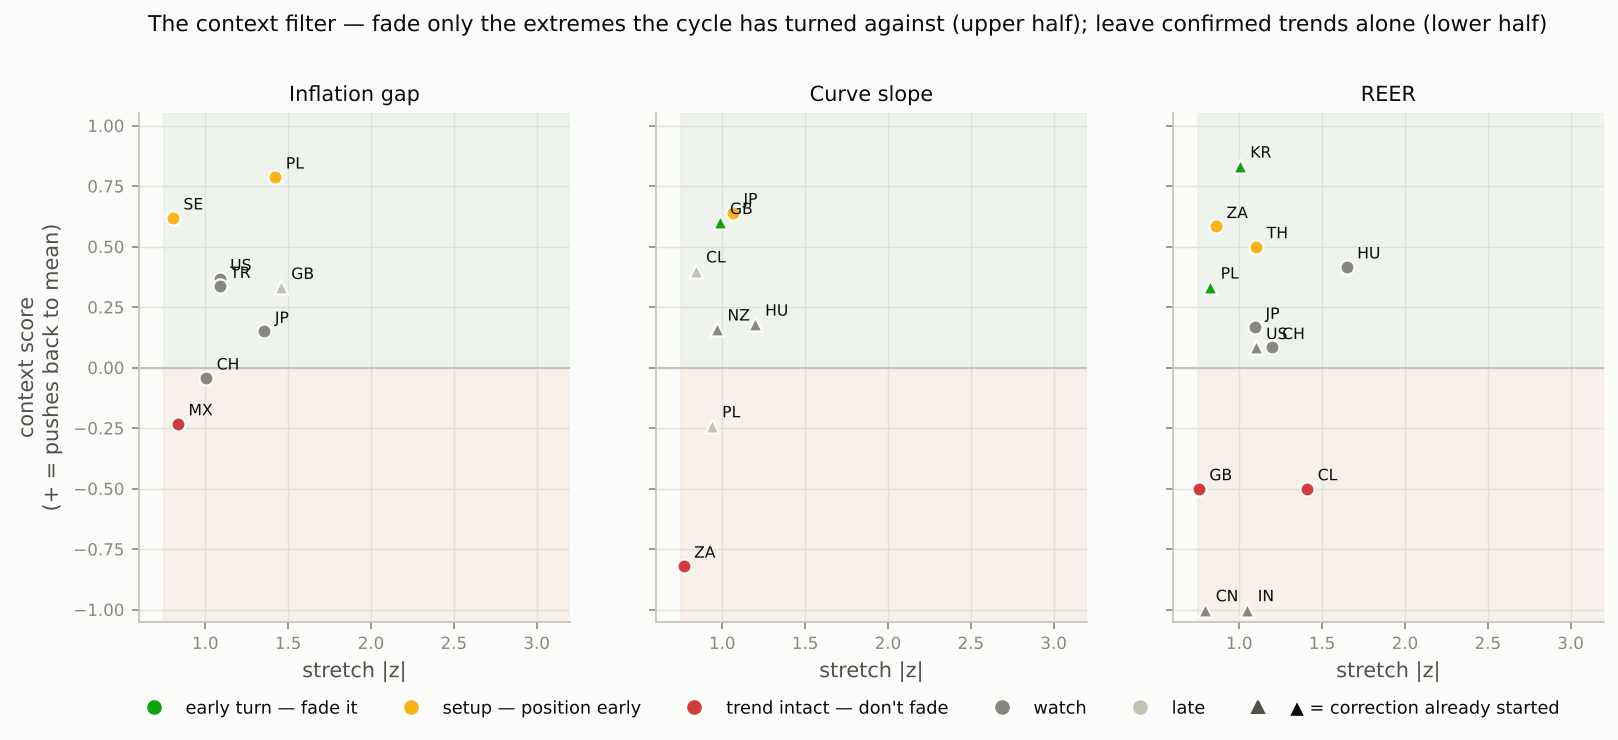 The context filter — fade only the extremes the cycle has turned against (upper half); leave confirmed trends alone (lower half)
Inflation gap
Curve slope
REER
context score
(+ = pushes back to mean)
1.00
0.75
0.50
0.25
0.00
−0.25
−0.50
−0.75
−1.00
PL
SE
US
TR
GB
JP
CH
MX
1.0
1.5
2.0
2.5
3.0
stretch |z|
JP
GB
CL
NZ
HU
PL
ZA
1.0
1.5
2.0
2.5
3.0
stretch |z|
KR
ZA
TH
HU
PL
JP
US
CH
GB
CL
CN
IN
1.0
1.5
2.0
2.5
3.0
stretch |z|
early turn — fade it
setup — position early
trend intact — don't fade
watch
late
▲ = correction already started